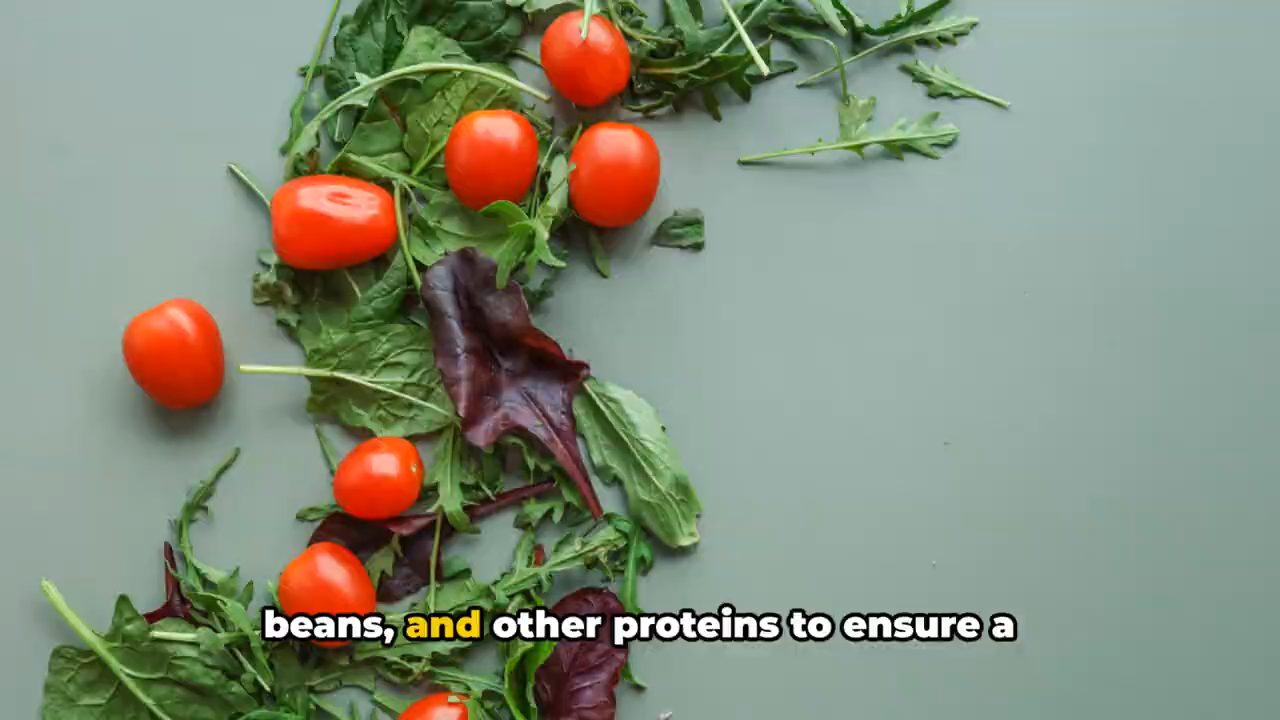 beans, and other proteins to ensure a